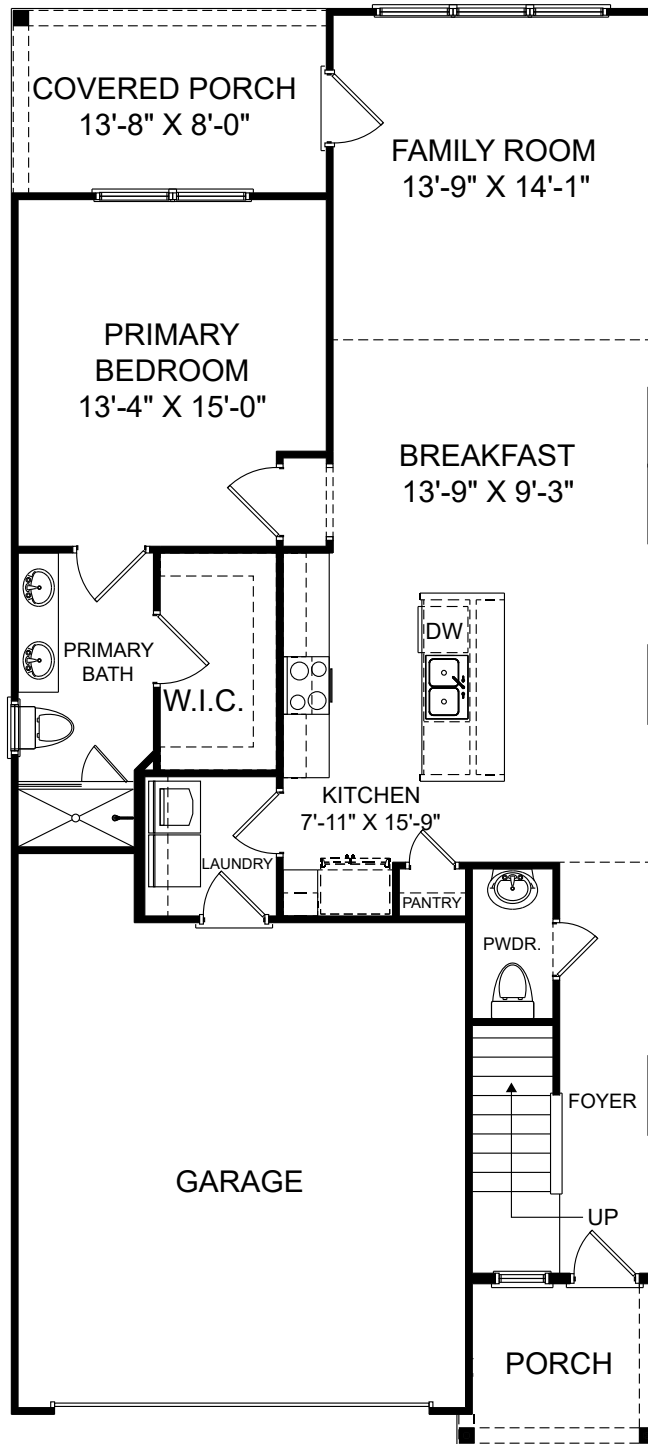 COVERED PORCH
13'-8" X 8'-0"
FAMILY ROOM
13'-9" X 14'-1"
PRIMARY
BEDROOM
13'-4" X 15'-0"
BREAKFAST
13'-9" X 9'-3"
DW
PRIMARY
BATH
W.I.C.
KITCHEN
7'-11" X 15'-9"
LAUNDRY
PANTRY
PWDR.
FOYER
GARAGE
UP
PORCH